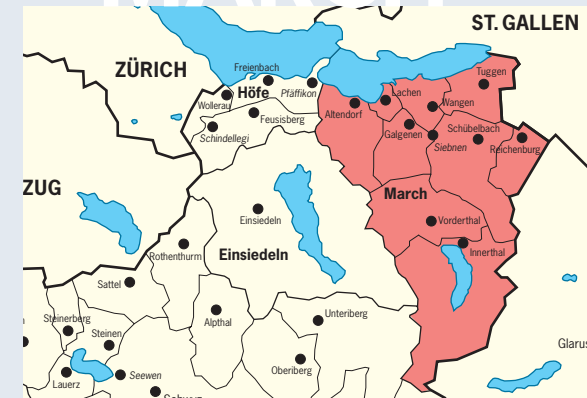 ST. GALLEN
ZÜRICH
Freienbach
Tuggen
Höfe
Pfäffikon
Lachen
Wollerau
Wangen
Altendorf
Feusisberg
Schindellegi
Galgenen
Schübelbach
Siebnen
Reichenburg
ZUG
March
Einsiedeln
Vorderthal
Rothenthurm
Einsiedeln
Innerthal
Sattel
Steinerberg
Alpthal
Unteriberg
Steinen
Glarus
Oberiberg
Seewen
Lauerz